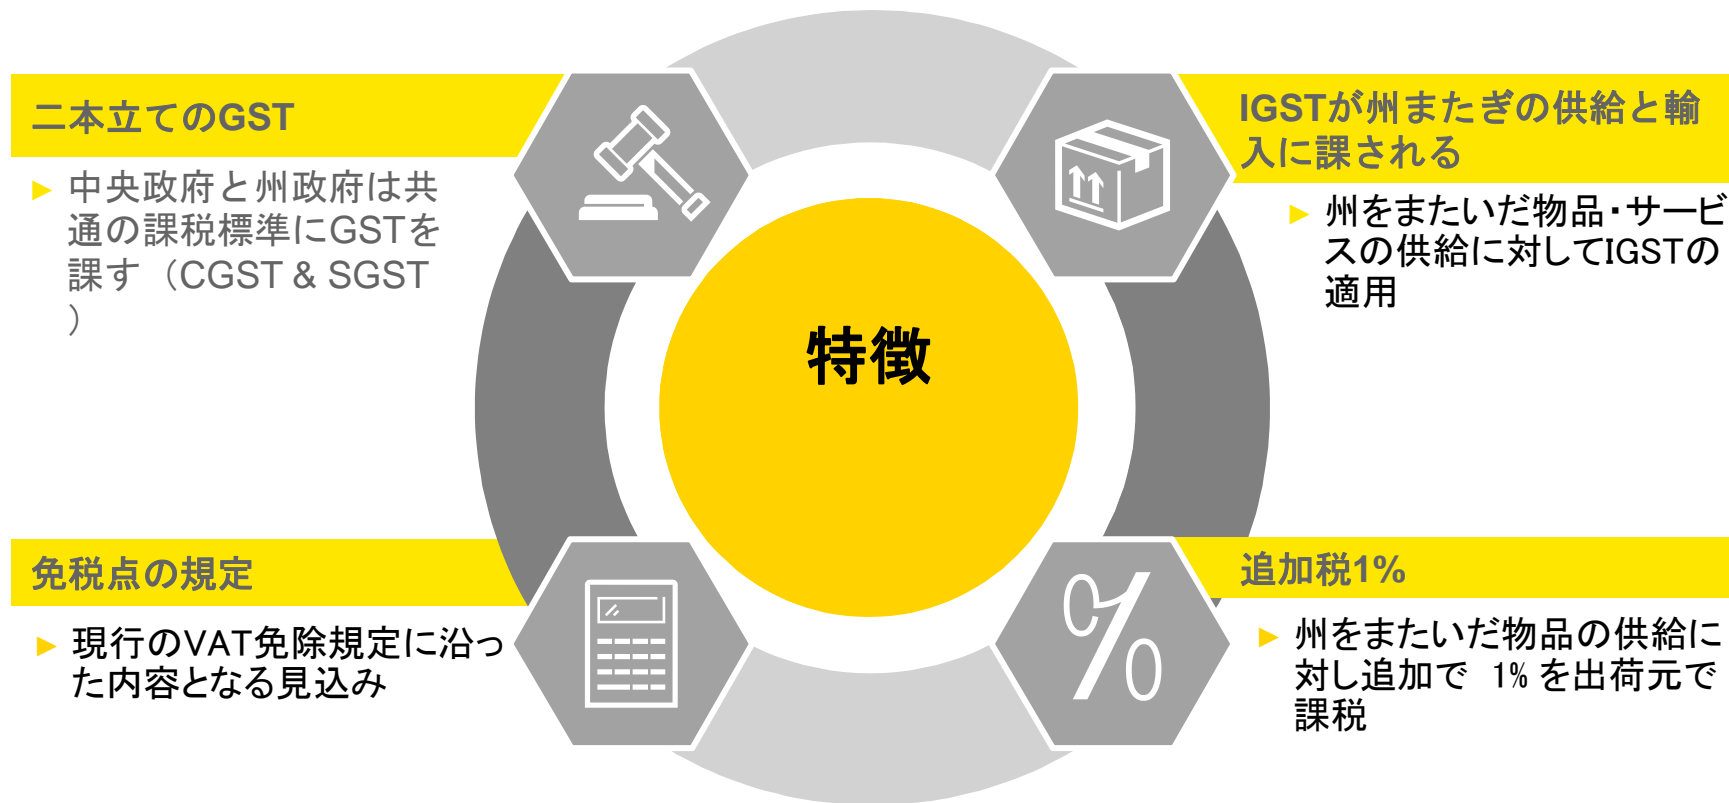 二本立てのGST
► 中央政府と州政府は共
通の課税標準にGSTを
課す （CGST & SGST
）
IGSTが州またぎの供給と輸
入に課される
► 州をまたいだ物品・サービ
スの供給に対してIGSTの
適用
特徴
免税点の規定
► 現行のVAT免除規定に沿っ
た内容となる見込み
追加税1%
► 州をまたいだ物品の供給に
対し追加で 1% を出荷元で
課税